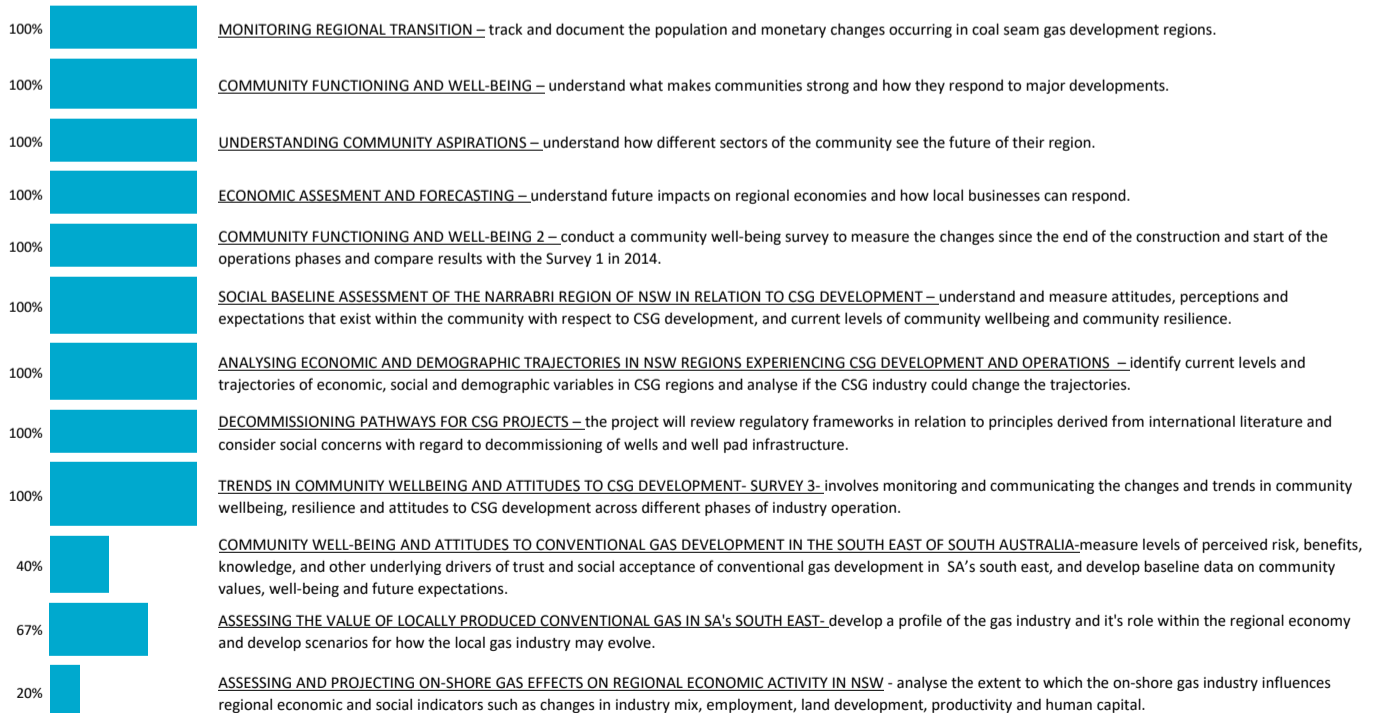 100% MONITORING REGIONAL TRANSITION – track and document the population and monetary changes occurring in coal seam gas development regions.
100% COMMUNITY FUNCTIONING AND WELL-BEING – understand what makes communities strong and how they respond to major developments.
100% UNDERSTANDING COMMUNITY ASPIRATIONS – understand how different sectors of the community see the future of their region.
100% ECONOMIC ASSESMENT AND FORECASTING – understand future impacts on regional economies and how local businesses can respond.
100% COMMUNITY FUNCTIONING AND WELL-BEING 2 – conduct a community well-being survey to measure the changes since the end of the construction and start of the
operations phases and compare results with the Survey 1 in 2014.
100% SOCIAL BASELINE ASSESSMENT OF THE NARRABRI REGION OF NSW IN RELATION TO CSG DEVELOPMENT – understand and measure attitudes, perceptions and
expectations that exist within the community with respect to CSG development, and current levels of community wellbeing and community resilience.
100% ANALYSING ECONOMIC AND DEMOGRAPHIC TRAJECTORIES IN NSW REGIONS EXPERIENCING CSG DEVELOPMENT AND OPERATIONS – identify current levels and
trajectories of economic, social and demographic variables in CSG regions and analyse if the CSG industry could change the trajectories.
100% DECOMMISSIONING PATHWAYS FOR CSG PROJECTS – the project will review regulatory frameworks in relation to principles derived from international literature and
consider social concerns with regard to decommissioning of wells and well pad infrastructure.
100% TRENDS IN COMMUNITY WELLBEING AND ATTITUDES TO CSG DEVELOPMENT- SURVEY 3- involves monitoring and communicating the changes and trends in community
wellbeing, resilience and attitudes to CSG development across different phases of industry operation.
COMMUNITY WELL-BEING AND ATTITUDES TO CONVENTIONAL GAS DEVELOPMENT IN THE SOUTH EAST OF SOUTH AUSTRALIA-measure levels of perceived risk, benefits,
40% knowledge, and other underlying drivers of trust and social acceptance of conventional gas development in SA's south east, and develop baseline data on community
values, well-being and future expectations.
67% ASSESSING THE VALUE OF LOCALLY PRODUCED CONVENTIONAL GAS IN SA's SOUTH EAST- develop a profile of the gas industry and it's role within the regional economy
and develop scenarios for how the local gas industry may evolve.
20% ASSESSING AND PROJECTING ON-SHORE GAS EFFECTS ON REGIONAL ECONOMIC ACTIVITY IN NSW - analyse the extent to which the on-shore gas industry influences
regional economic and social indicators such as changes in industry mix, employment, land development, productivity and human capital.